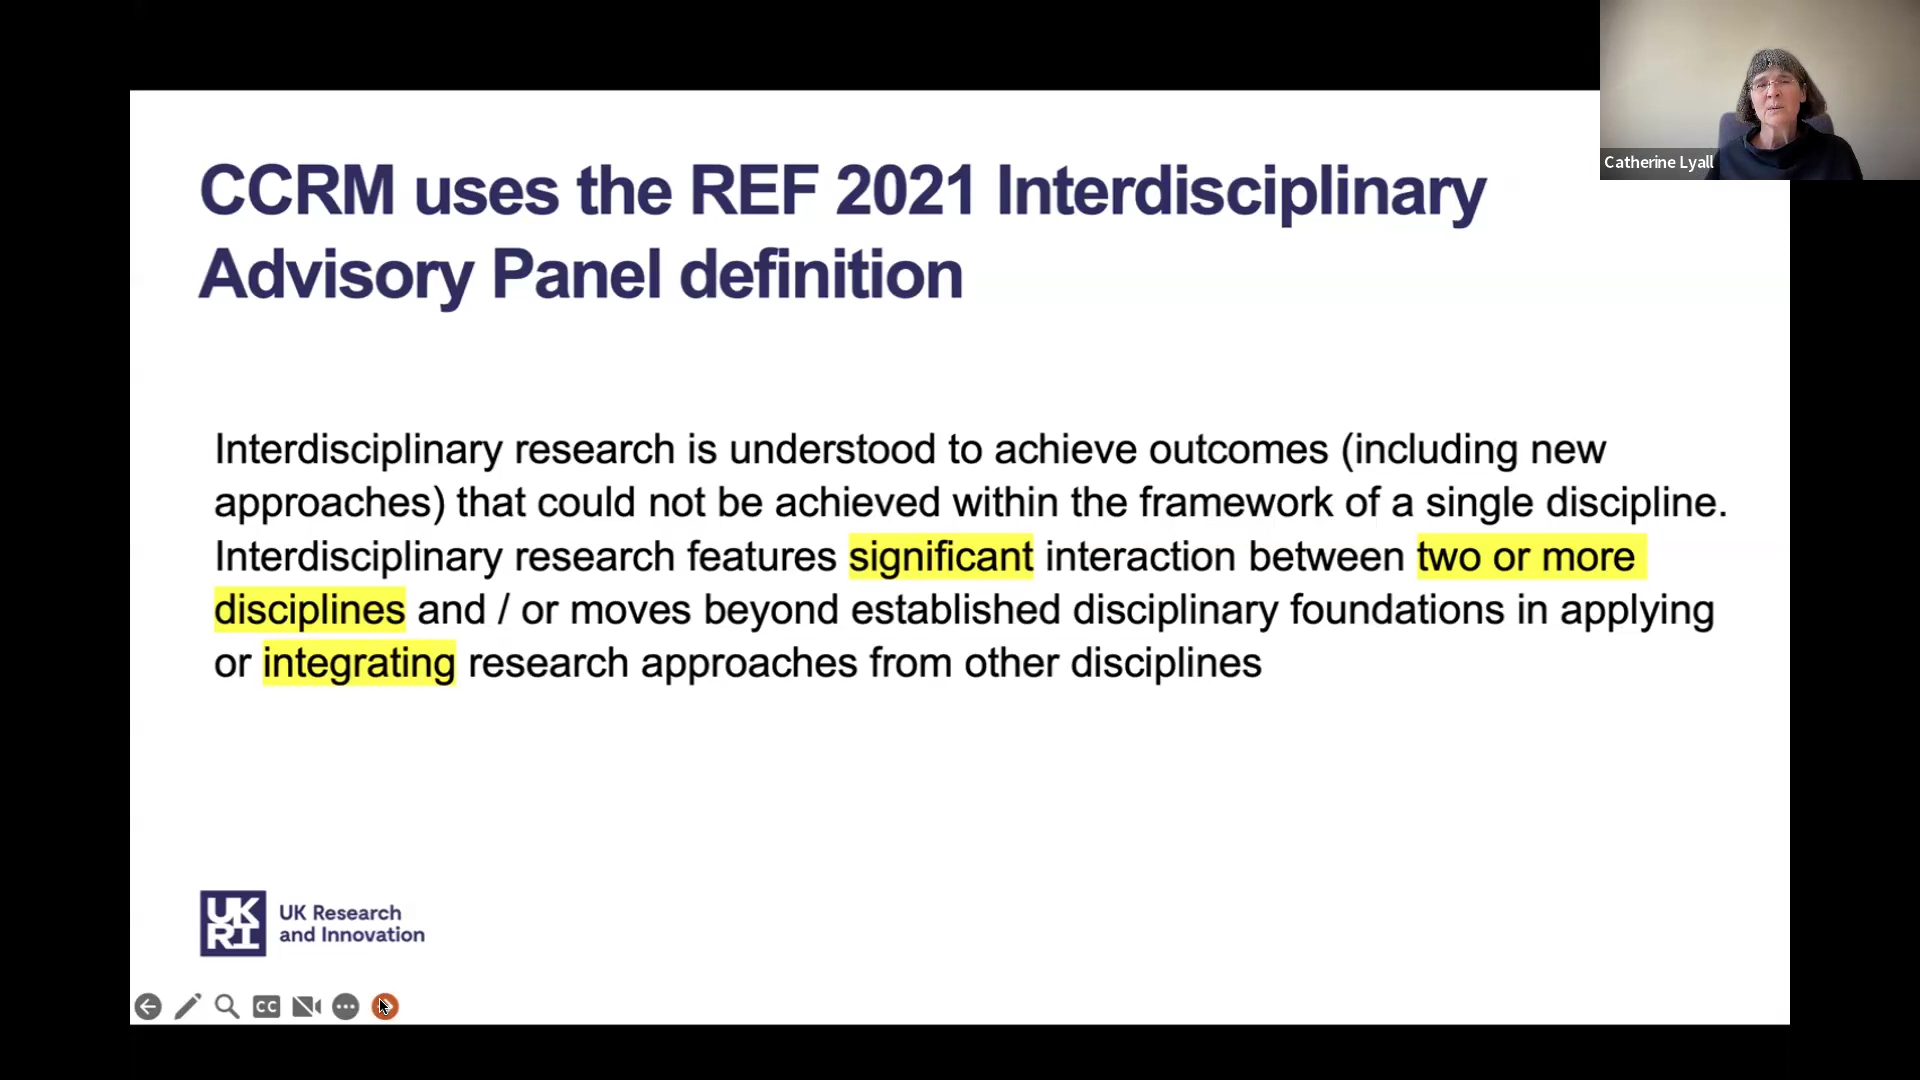 Catherine Lyall
CCRM uses the REF 2021 Interdisciplinary
Advisory Panel definition
Interdisciplinary research is understood to achieve outcomes (including new
approaches) that could not be achieved within the framework of a single discipline.
Interdisciplinary research features significant interaction between two or more
disciplines and / or moves beyond established disciplinary foundations in applying
or integrating research approaches from other disciplines
UK
RI
UK Research
and Innovation
CC